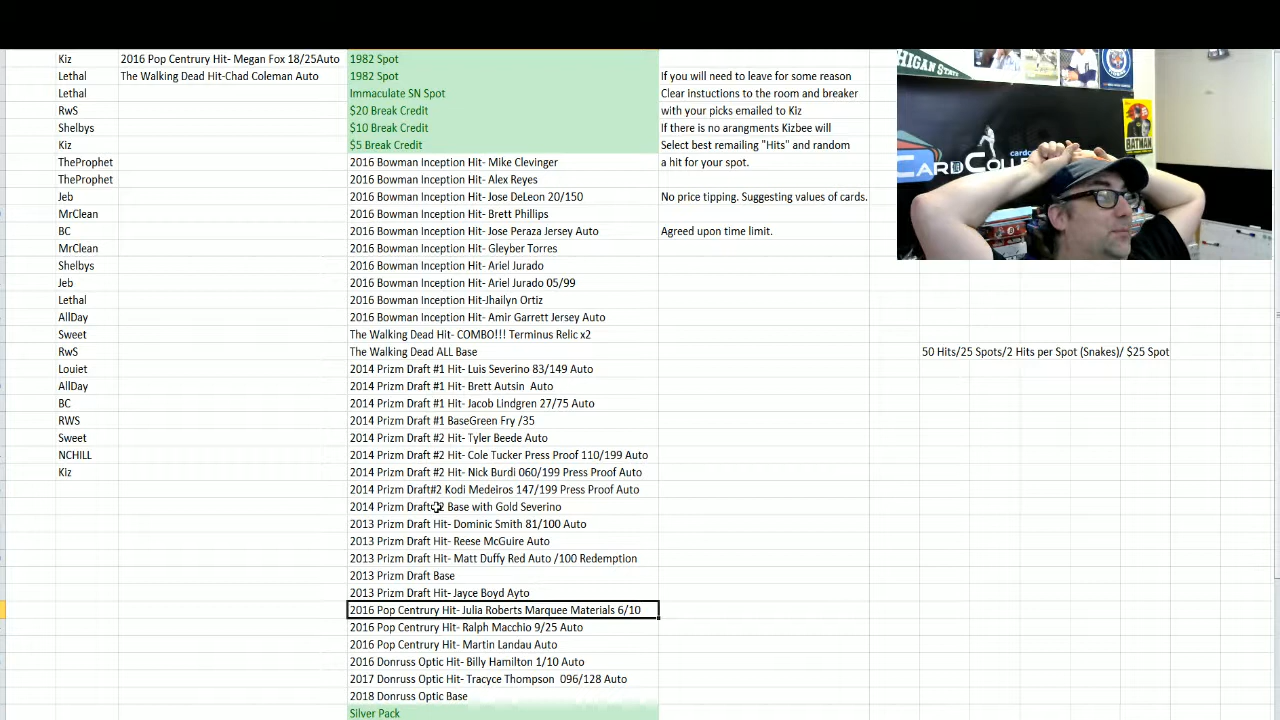 Kiz 2016 Pop Centrury Hit- Megan Fox 18/25Auto 1982 Spot
Lethal The Walking Dead Hit-Chad Coleman Auto 1982 Spot If you will need to leave for some reason
Lethal Immaculate SN Spot Clear instuctions to the room and breaker
RwS $20 Break Credit with your picks emailed to Kiz
Shelbys $10 Break Credit If there is no arangments Kizbee will
Kiz $5 Break Credit Select best remailing "Hits" and random
TheProphet 2016 Bowman Inception Hit- Mike Clevinger a hit for your spot.
TheProphet 2016 Bowman Inception Hit- Alex Reyes
Jeb 2016 Bowman Inception Hit- Jose DeLeon 20/150 No price tipping. Suggesting values of cards.
MrClean 2016 Bowman Inception Hit- Brett Phillips
BC 2016 Bowman Inception Hit- Jose Peraza Jersey Auto Agreed upon time limit.
MrClean 2016 Bowman Inception Hit- Gleyber Torres
Shelbys 2016 Bowman Inception Hit- Ariel Jurado
Jeb 2016 Bowman Inception Hit- Ariel Jurado 05/99
Lethal 2016 Bowman Inception Hit-Jhailyn Ortiz
AllDay 2016 Bowman Inception Hit- Amir Garrett Jersey Auto
Sweet The Walking Dead Hit- COMBO!!! Terminus Relic x2
RwS The Walking Dead ALL Base 50 Hits/25 Spots/2 Hits per Spot (Snakes)/ $25 Spot
Louiet 2014 Prizm Draft #1 Hit- Luis Severino 83/149 Auto
AllDay 2014 Prizm Draft #1 Hit- Brett Autsin Auto
BC 2014 Prizm Draft #1 Hit- Jacob Lindgren 27/75 Auto
RWS 2014 Prizm Draft #1 BaseGreen Fry /35
Sweet 2014 Prizm Draft #2 Hit- Tyler Beede Auto
NCHILL 2014 Prizm Draft #2 Hit- Cole Tucker Press Proof 110/199 Auto
Kiz 2014 Prizm Draft #2 Hit- Nick Burdi 060/199 Press Proof Auto
2014 Prizm Draft#2 Kodi Medeiros 147/199 Press Proof Auto
2014 Prizm Draft#2 Base with Gold Severino
2013 Prizm Draft Hit- Dominic Smith 81/100 Auto
2013 Prizm Draft Hit- Reese McGuire Auto
2013 Prizm Draft Hit- Matt Duffy Red Auto /100 Redemption
2013 Prizm Draft Base
2013 Prizm Draft Hit- Jayce Boyd Ayto
2016 Pop Centrury Hit- Julia Roberts Marquee Materials 6/10
2016 Pop Centrury Hit- Ralph Macchio 9/25 Auto
2016 Pop Centrury Hit- Martin Landau Auto
2016 Donruss Optic Hit- Billy Hamilton 1/10 Auto
2017 Donruss Optic Hit- Tracyce Thompson 096/128 Auto
2018 Donruss Optic Base
Silver Pack
HIGAN STATE
BATMAN
CARDCOLLE